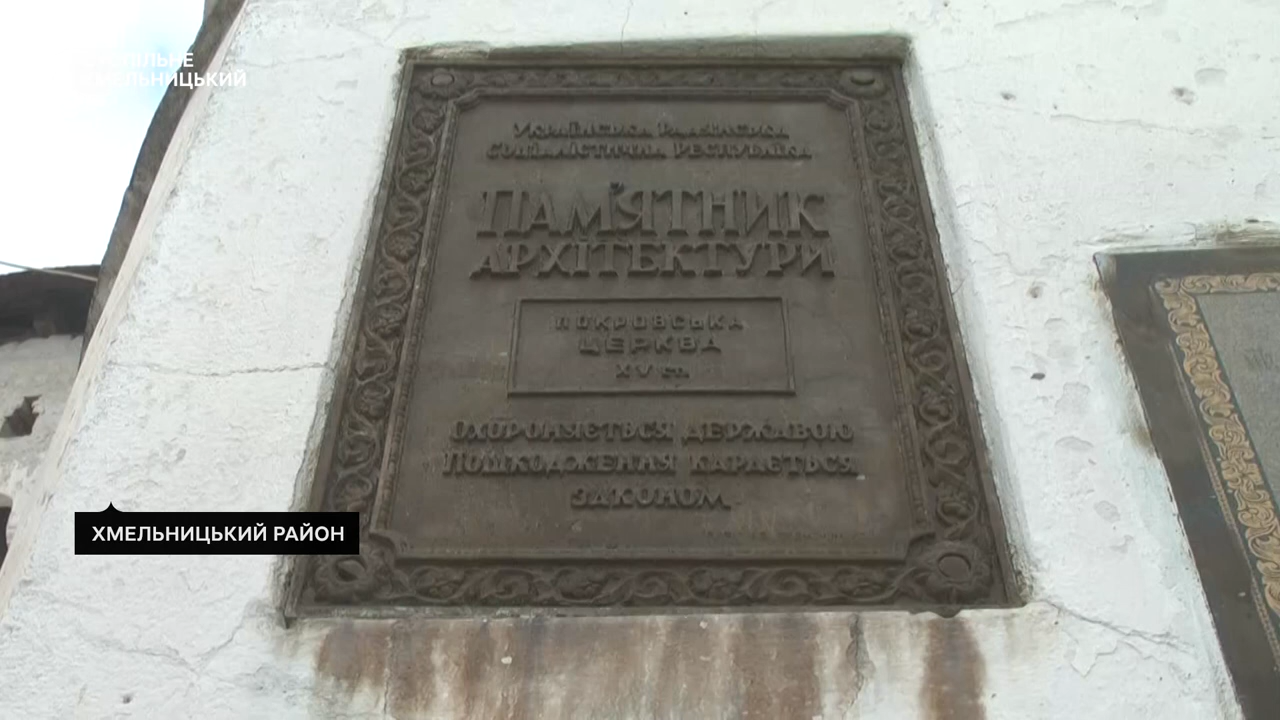 ХМЕЛЬНИЦЬКИЙ
УКРАЇНСЬКА РАДЯНСЬКА
СОЦІАЛІСТИЧНА РЕСПУБЛІКА
ПАМ'ЯТНИК
АРХІТЕКТУРИ
ПОКРОВСЬКА
ЦЕРКВА
XV ст.
ОХОРОНЯЄТЬСЯ ДЕРЖАВОЮ
ПОШКОДЖЕННЯ КАРАЄТЬСЯ
ЗАКОНОМ.
ХМЕЛЬНИЦЬКИЙ РАЙОН